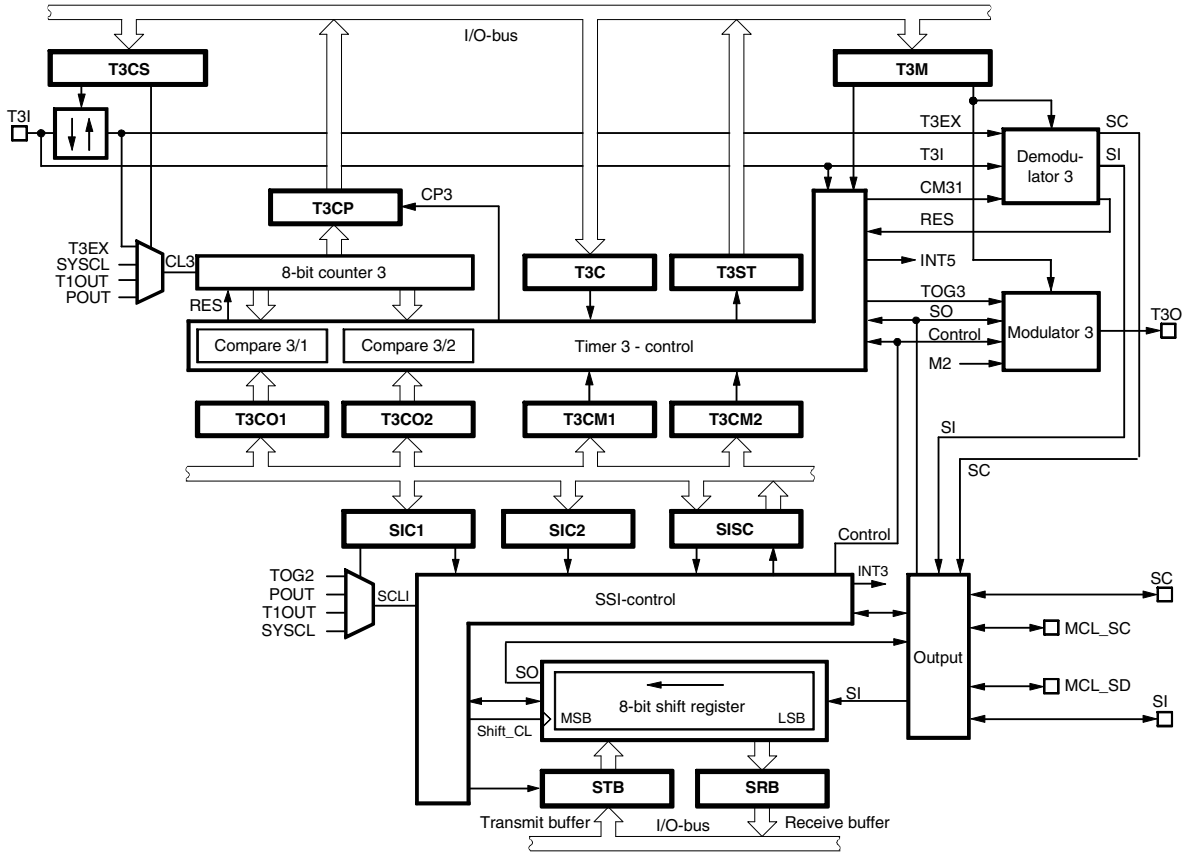 I/O-bus
T3CS
T3M
T3I
T3EX
SC
T3I
SI
Demodu-
lator 3
CM31
T3CP
CP3
RES
T3EX
SYSCL
T1OUT
POUT
CL3
8-bit counter 3
T3C
T3ST
INT5
RES
TOG3
SO
Control
M2
Modulator 3
T3O
Compare 3/1
Compare 3/2
Timer 3 - control
T3CO1
T3CO2
T3CM1
T3CM2
SI
SC
SIC1
SIC2
SISC
Control
TOG2
POUT
T1OUT
SYSCL
SCLI
SSI-control
INT3
SC
MCL_SC
Output
MCL_SD
SI
SO
8-bit shift register
MSB
LSB
SI
Shift_CL
STB
SRB
Transmit buffer
I/O-bus
Receive buffer